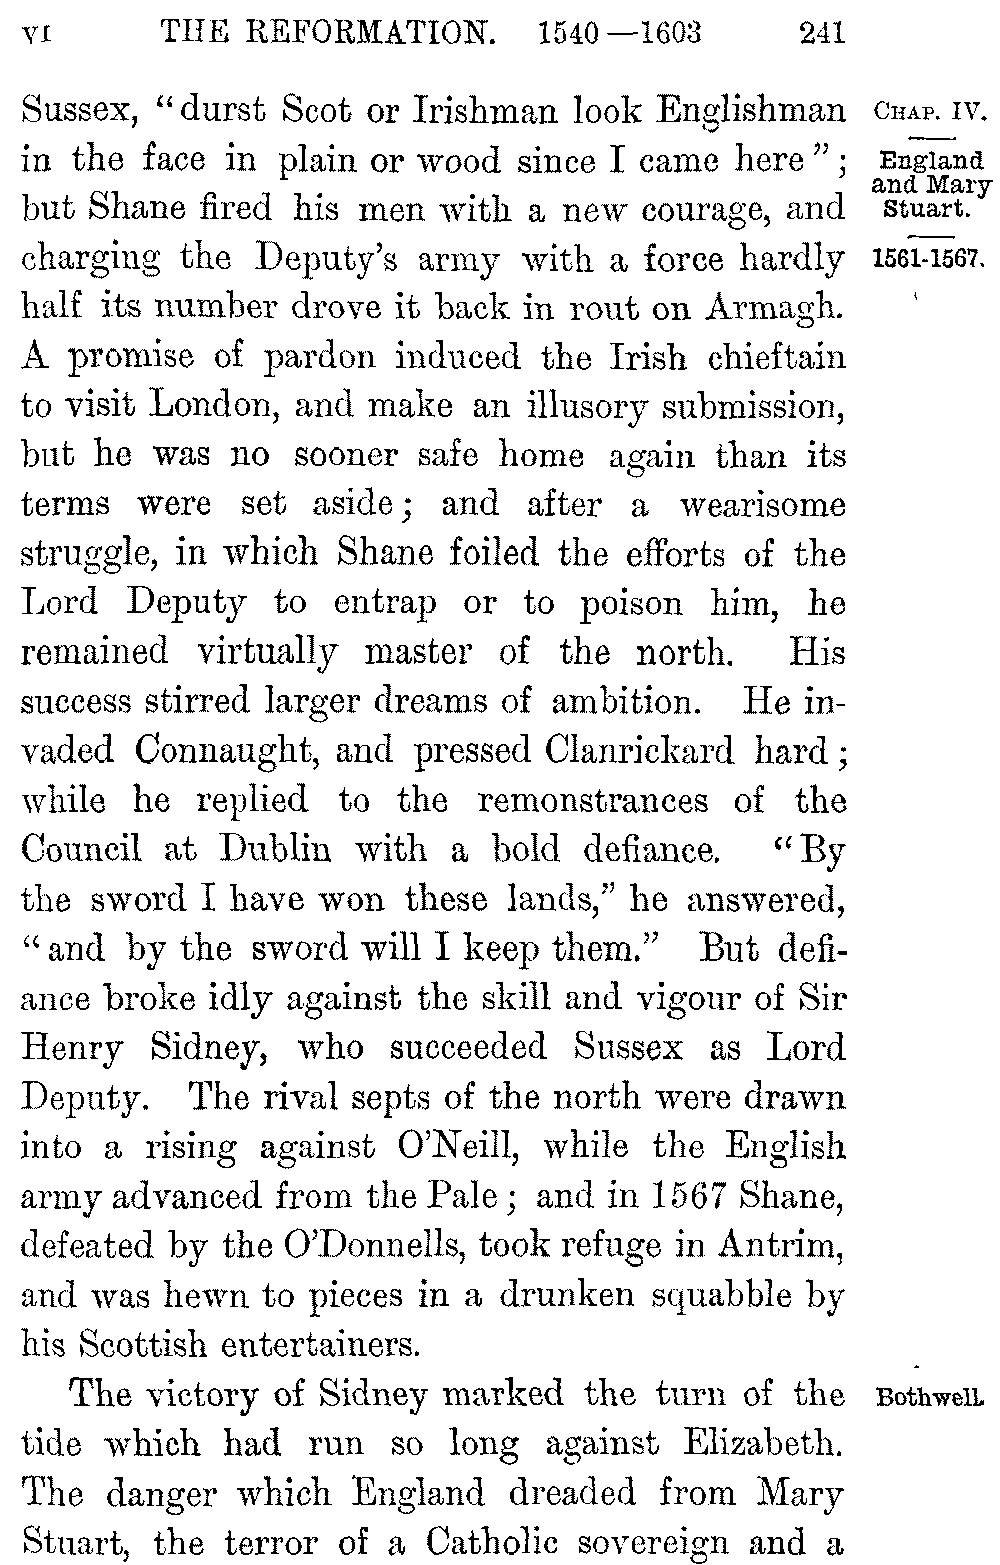 VI THE REFORMATION. 1540—1603 241
Sussex, “durst Scot or Irishman look Englishman
in the face in plain or wood since I came here”;
but Shane fired his men with a new courage, and
charging the Deputy’s army with a force hardly
half its number drove it back in rout on Armagh.
A promise of pardon induced the Irish chieftain
to visit London, and make an illusory submission,
but he was no sooner safe home again than its
terms were set aside; and after a wearisome
struggle, in which Shane foiled the efforts of the
Lord Deputy to entrap or to poison him, he
remained virtually master of the north. His
success stirred larger dreams of ambition. He in-
vaded Connaught, and pressed Clanrickard hard;
while he replied to the remonstrances of the
Council at Dublin with a bold defiance. “By
the sword I have won these lands,” he answered,
“and by the sword will I keep them.” But defi-
ance broke idly against the skill and vigour of Sir
Henry Sidney, who succeeded Sussex as Lord
Deputy. The rival septs of the north were drawn
into a rising against O’Neill, while the English
army advanced from the Pale; and in 1567 Shane,
defeated by the O’Donnells, took refuge in Antrim,
and was hewn to pieces in a drunken squabble by
his Scottish entertainers.
The victory of Sidney marked the turn of the
tide which had run so long against Elizabeth.
The danger which England dreaded from Mary
Stuart, the terror of a Catholic sovereign and a
CHAP. IV.
England
and Mary
Stuart.
1561-1567.
Bothwell.